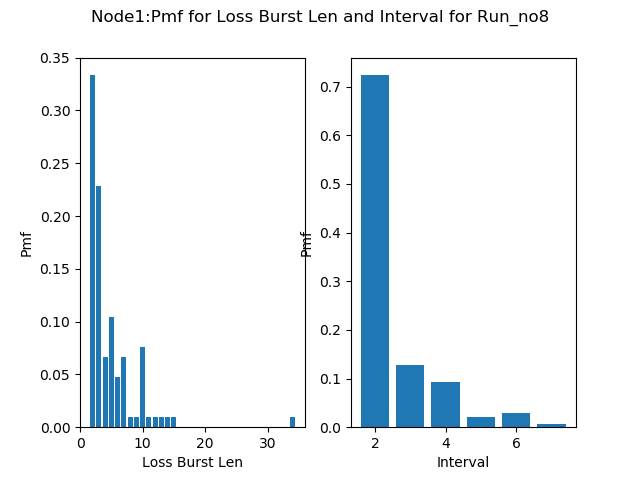 Node1:Pmf for Loss Burst Len and Interval for Run_no8
Pmf
0.35
0.30
0.25
0.20
0.15
0.10
0.05
0.00
0 10 20 30
Loss Burst Len
Pmf
0.7
0.6
0.5
0.4
0.3
0.2
0.1
0.0
2 4 6
Interval